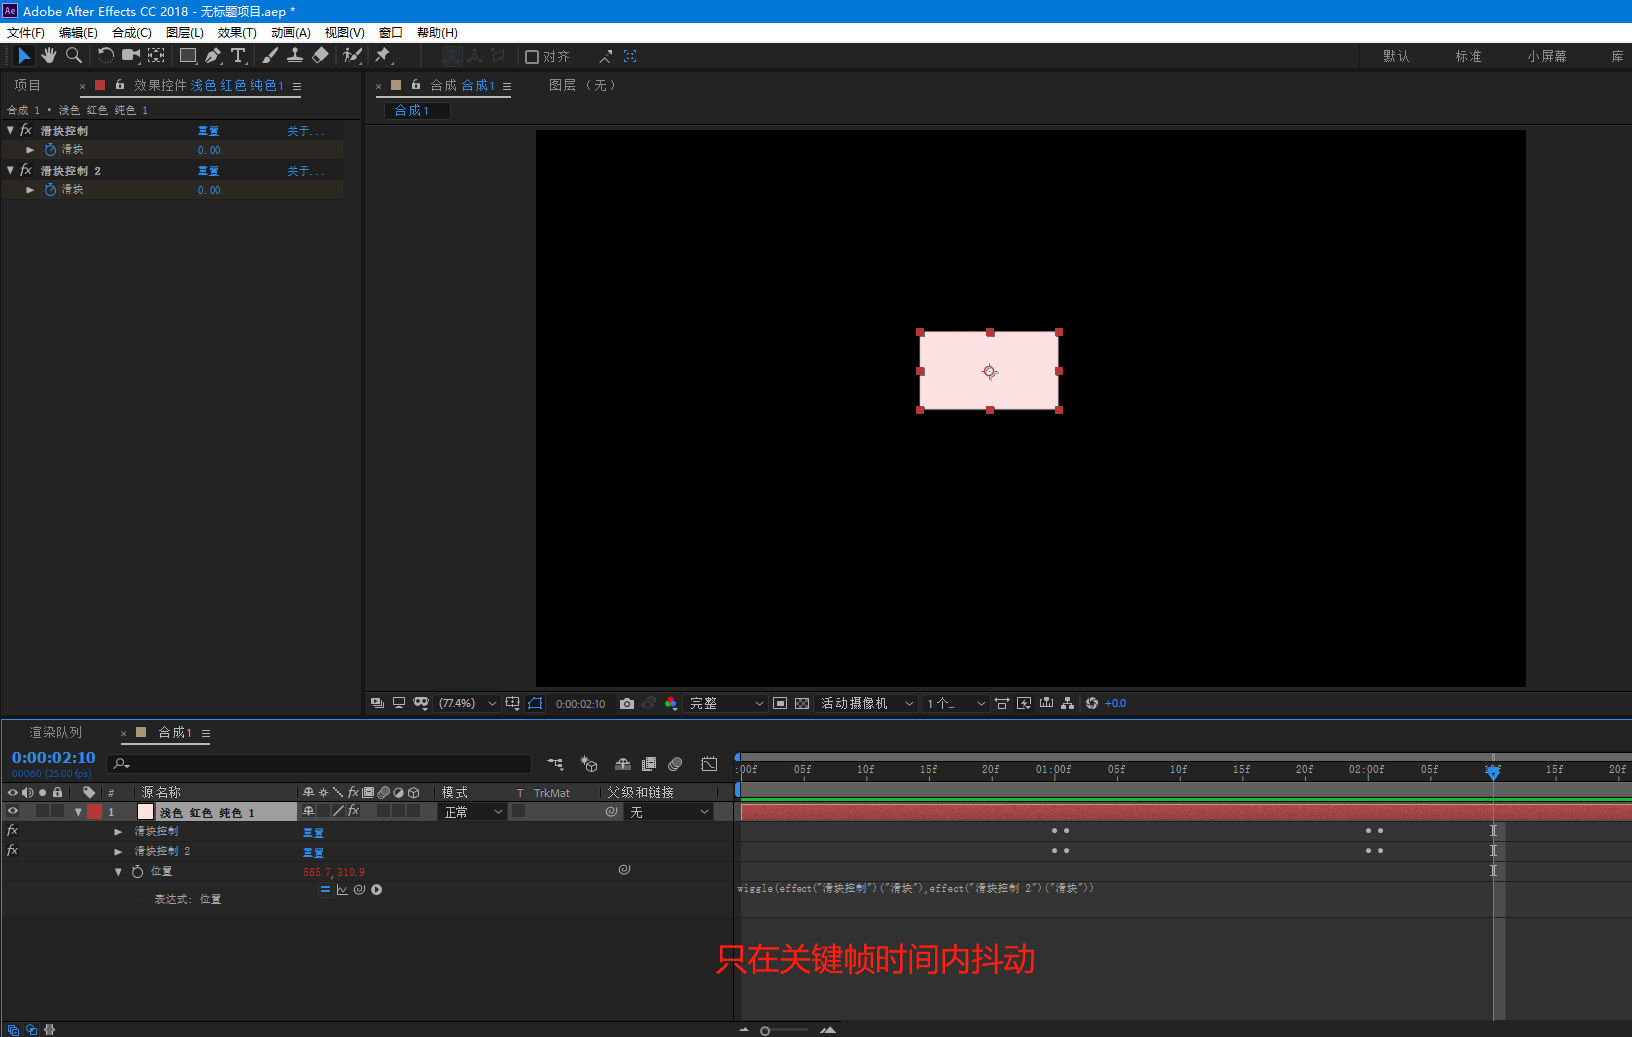 Ae Adobe After Effects CC 2018 - 无标题项目.aep *
文件(F) 编辑(E) 合成(C) 图层(L) 效果(T) 动画(A) 视图(V) 窗口 帮助(H)
对齐 默认 标准 小屏幕 库
项目 × 效果控件 浅色 红色 纯色 1 ≡ × 合成 合成1 ≡ 图层 (无)
合成 1 • 浅色 红色 纯色 1 合成1
fx 滑块控制 重置 关于...
滑块 0.00
fx 滑块控制 2 重置 关于...
滑块 0.00
(77.4%) 0:00:02:10 完整 活动摄像机 1个... +0.0
渲染队列 × 合成1 ≡
0:00:02:10
00060 (25.00 fps)
:00f 05f 10f 15f 20f 01:00f 05f 10f 15f 20f 02:00f 05f 15f 20f
# 源名称 fx 模式 T TrkMat 父级和链接
1 浅色 红色 纯色 1 fx 正常 无
fx 滑块控制 重置
fx 滑块控制 2 重置
位置 585.7,310.9
表达式: 位置 wiggle(effect("滑块控制")("滑块"),effect("滑块控制 2")("滑块"))
只在关键帧时间内抖动